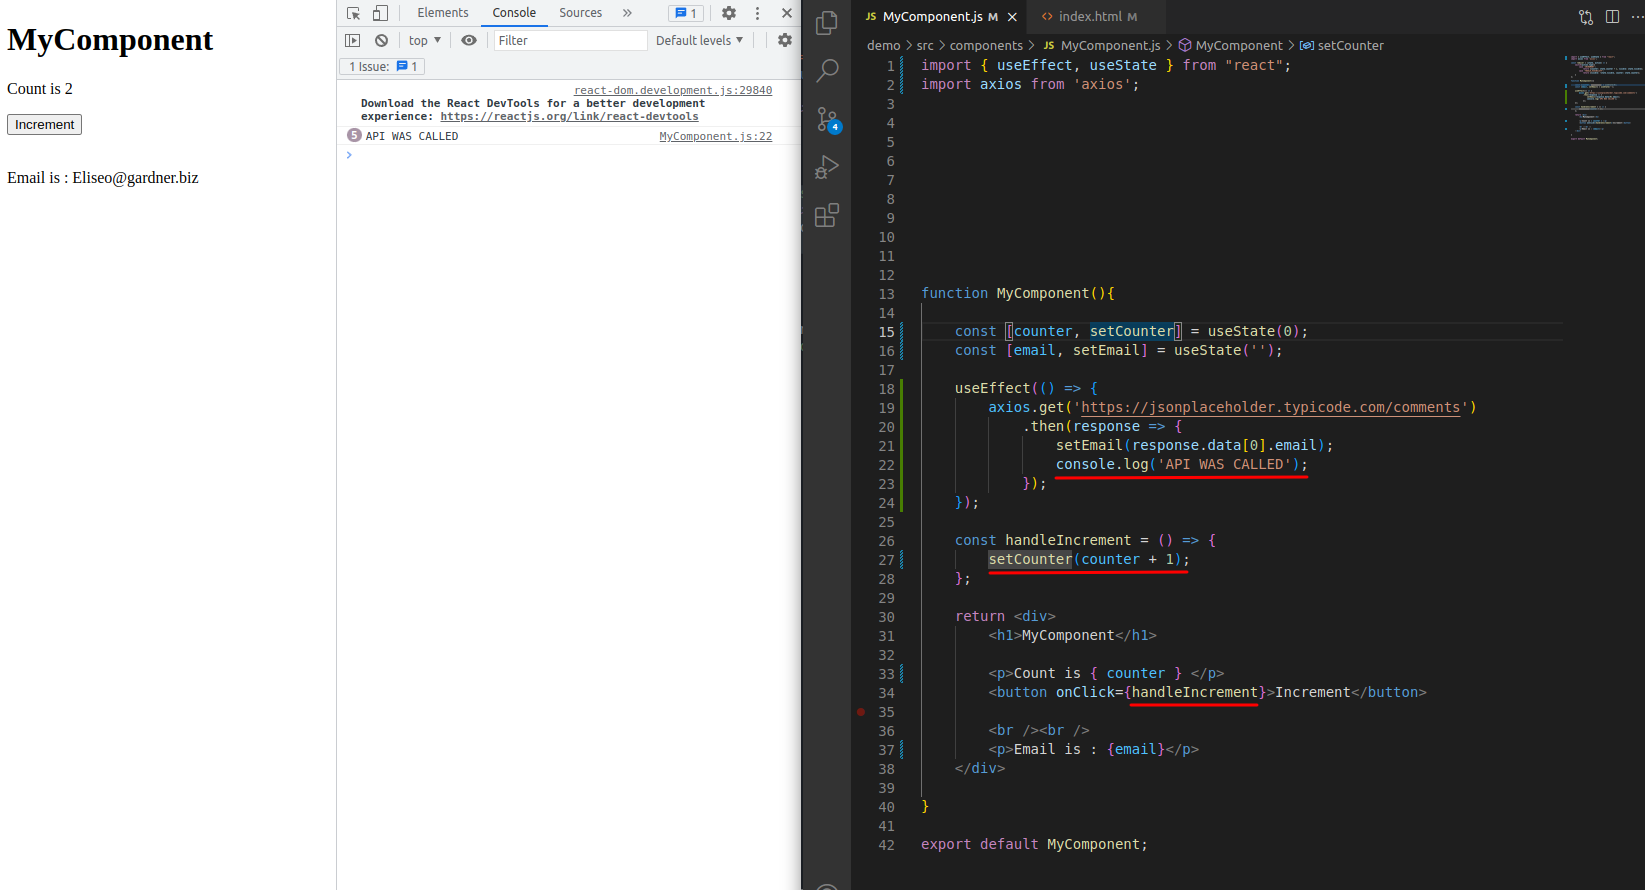 MyComponent
Count is 2
Increment
Email is : Eliseo@gardner.biz
Elements Console Sources » 1
top ▼ Filter Default levels ▼
1 Issue: 1
react-dom.development.js:29840
Download the React DevTools for a better development
experience: https://reactjs.org/link/react-devtools
5 API WAS CALLED MyComponent.js:22
>
4
JS MyComponent.js M × <> index.html M
demo > src > components > JS MyComponent.js > MyComponent > setCounter
1 import { useEffect, useState } from "react";
2 import axios from 'axios';
3
4
5
6
7
8
9
10
11
12
13 function MyComponent(){
14
15 const [counter, setCounter] = useState(0);
16 const [email, setEmail] = useState('');
17
18 useEffect(() => {
19 axios.get('https://jsonplaceholder.typicode.com/comments')
20 .then(response => {
21 setEmail(response.data[0].email);
22 console.log('API WAS CALLED');
23 });
24 });
25
26 const handleIncrement = () => {
27 setCounter(counter + 1);
28 };
29
30 return <div>
31 <h1>MyComponent</h1>
32
33 <p>Count is { counter } </p>
34 <button onClick={handleIncrement}>Increment</button>
35
36 <br /><br />
37 <p>Email is : {email}</p>
38 </div>
39
40 }
41
42 export default MyComponent;